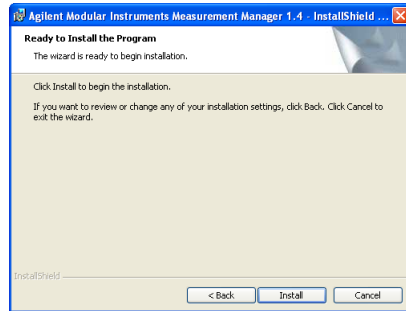 Agilent Modular Instruments Measurement Manager 1.4 - InstallShield ...
Ready to Install the Program
The wizard is ready to begin installation.
Click Install to begin the installation.
If you want to review or change any of your installation settings, click Back. Click Cancel to
exit the wizard.
InstallShield
< Back Install Cancel